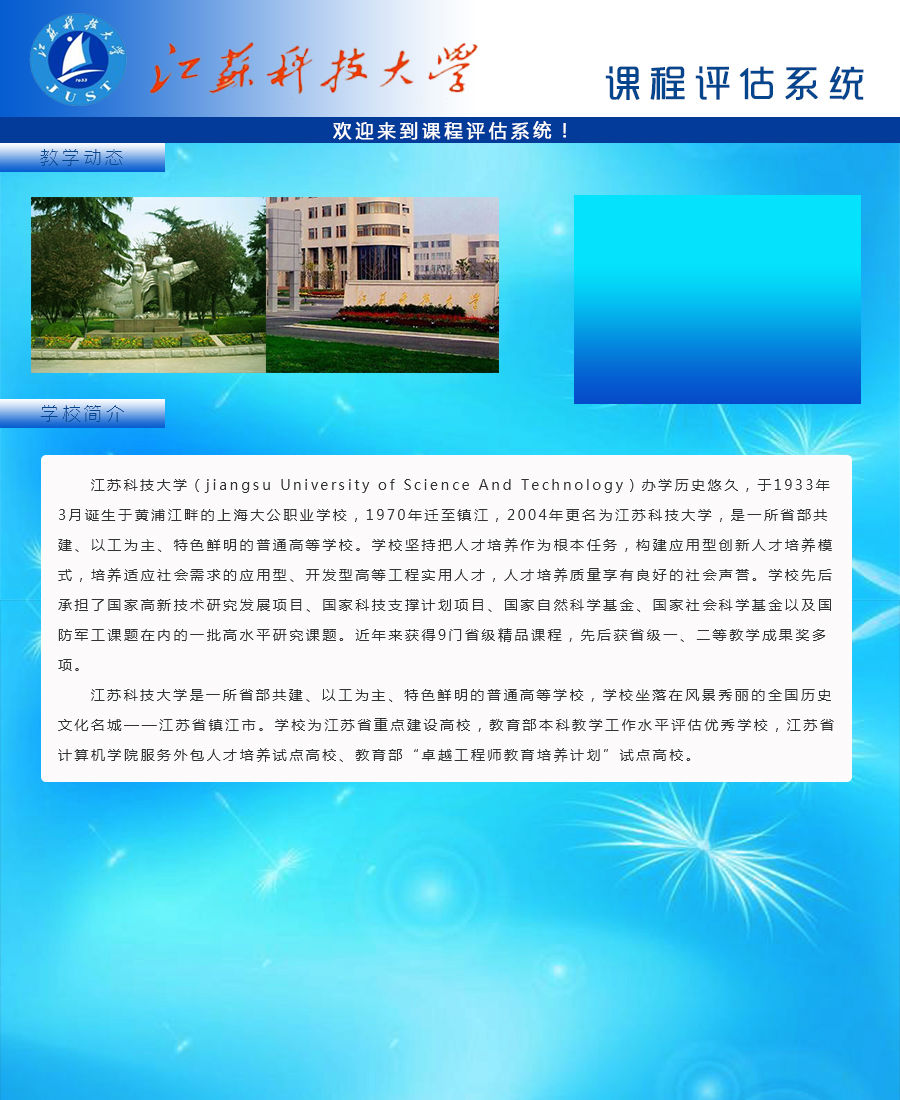 江苏科技大学
JUST
1933
江蘇科技大学
课程评估系统
欢迎来到课程评估系统！
教学动态
江蘇科技大学
学校简介
江苏科技大学（jiangsu University of Science And Technology）办学历史悠久，于1933年
3月诞生于黄浦江畔的上海大公职业学校，1970年迁至镇江，2004年更名为江苏科技大学，是一所省部共
建、以工为主、特色鲜明的普通高等学校。学校坚持把人才培养作为根本任务，构建应用型创新人才培养模
式，培养适应社会需求的应用型、开发型高等工程实用人才，人才培养质量享有良好的社会声誉。学校先后
承担了国家高新技术研究发展项目、国家科技支撑计划项目、国家自然科学基金、国家社会科学基金以及国
防军工课题在内的一批高水平研究课题。近年来获得9门省级精品课程，先后获省级一、二等教学成果奖多
项。
江苏科技大学是一所省部共建、以工为主、特色鲜明的普通高等学校，学校坐落在风景秀丽的全国历史
文化名城——江苏省镇江市。学校为江苏省重点建设高校，教育部本科教学工作水平评估优秀学校，江苏省
计算机学院服务外包人才培养试点高校、教育部“卓越工程师教育培养计划”试点高校。